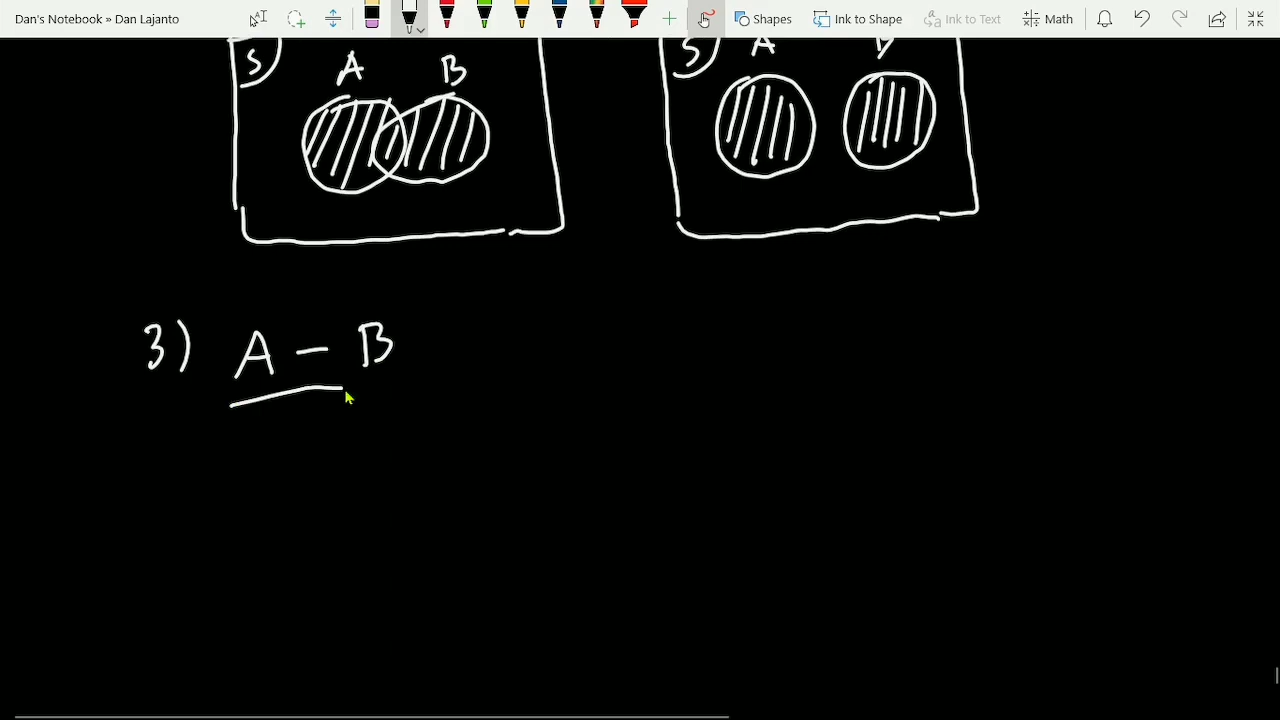 Dan's Notebook » Dan Lajanto Shapes Ink to Shape Ink to Text Math
S A B S A
3) A - B